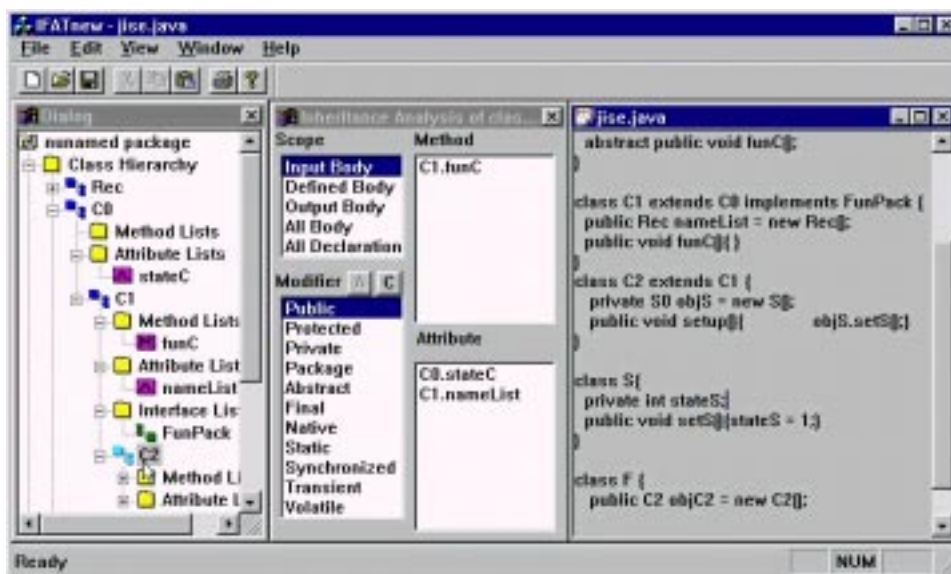 IFATnew - jise.java
File Edit View Window Help
Dialog
nunamed package
Class Hierarchy
Rec
C0
Method Lists
Attribute Lists
stateC
C1
Method Lists
funC
Attribute List
nameList
Interface Lis
FunPack
C2
Method Li
Attribute L
Inheritance Analysis of clas...
Scope
Input Body
Defined Body
Output Body
All Body
All Declaration
Modifier A C
Public
Protected
Private
Package
Abstract
Final
Native
Static
Synchronized
Transient
Volatile
Method
C1.funC
Attribute
C0.stateC
C1.nameList
jise.java
abstract public void funC();
}
class C1 extends C0 implements FunPack {
public Rec nameList = new Rec();
public void funC(){ }
}
class C2 extends C1 {
private S0 objS = new S();
public void setup(){ objS.setS();}
}
class S{
private int stateS;
public void setS(){stateS = 1;}
}
class F {
public C2 objC2 = new C2();
Ready
NUM